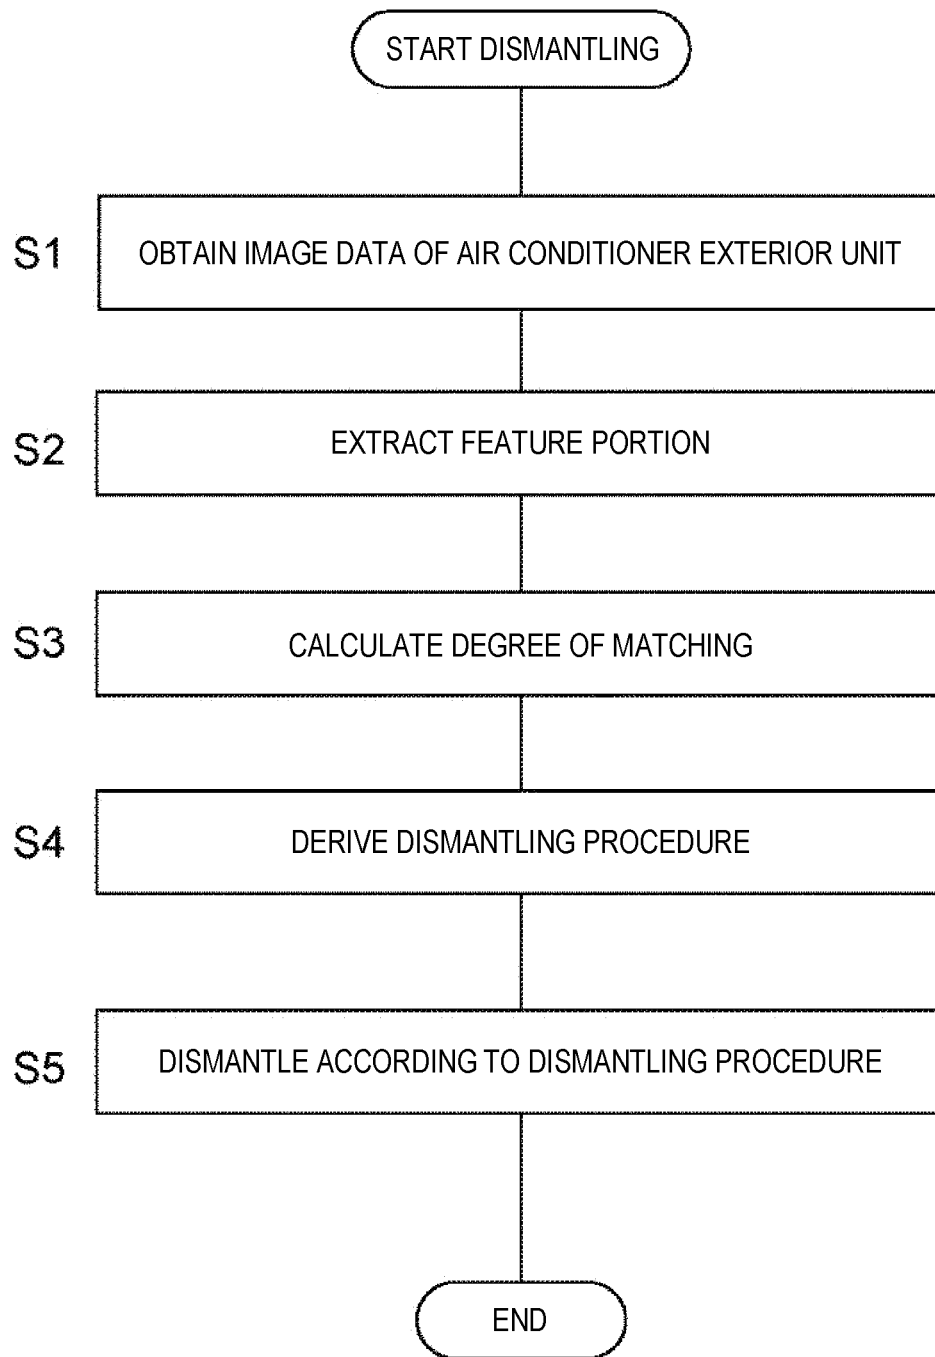 START DISMANTLING
S1
OBTAIN IMAGE DATA OF AIR CONDITIONER EXTERIOR UNIT
S2
EXTRACT FEATURE PORTION
S3
CALCULATE DEGREE OF MATCHING
S4
DERIVE DISMANTLING PROCEDURE
S5
DISMANTLE ACCORDING TO DISMANTLING PROCEDURE
END